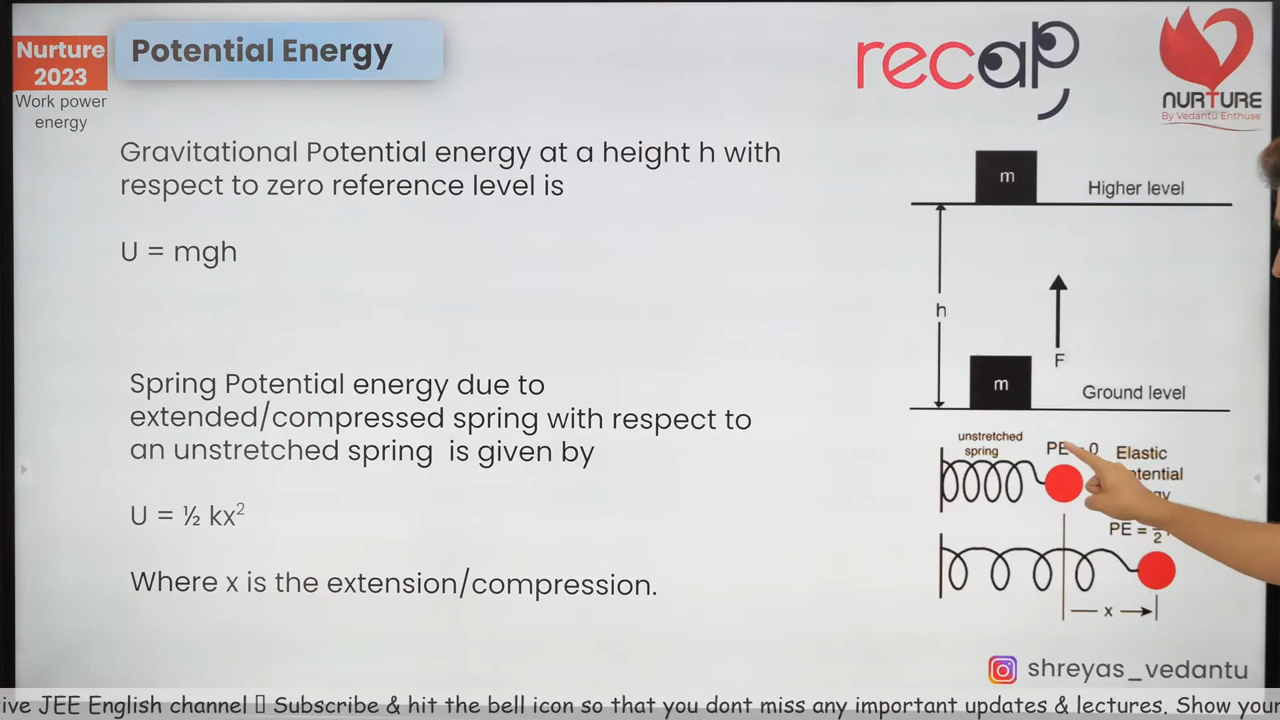 Nurture
2023
Work power
energy
Potential Energy
recap
NURTURE
By Vedantu Enthuse
Gravitational Potential energy at a height h with
respect to zero reference level is
U = mgh
m
Higher level
h
F
m
Ground level
Spring Potential energy due to
extended/compressed spring with respect to
an unstretched spring is given by
U = ½ kx²
Where x is the extension/compression.
unstretched
spring
PE 0
Elastic
PE =
2
x
shreyas_vedantu
JEE English channel ▯ Subscribe & hit the bell icon so that you dont miss any important updates & lectures. Show your